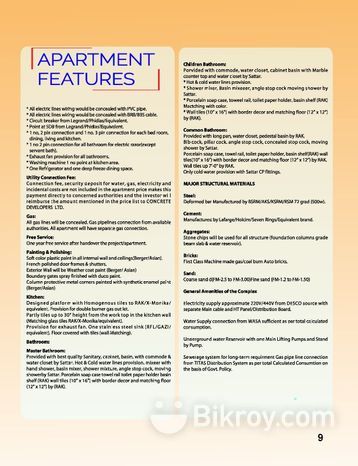 APARTMENT
FEATURES
* All electric lines wiring would be concealed with PVC pipe.
* All electric lines wiring would be concealed with BRB/BBS cable.
* Circuit breaker from Legrand/Phidias/Equivalent.
* Point at SDB from Legrand/Phidias/Equivalent.
* 1 no, 2 pin connection and 1 no. 3 pin connection for each bed room,
dining, living and kitchen.
* 1 no 2 pin connection for all bathroom for electric razor(except
servant bath).
* Exhaust fan provision for all bathrooms.
* Washing machine 1 no point at kitchen area.
* One Refrigerator and one deep freeze dining space.
Utility Connection Fee:
Connection fee, security deposit for water, gas, electricity and
incidental costs are not included in the apartment price makes this
payment directly to concerned authorities and the investor will
reimburse the amount mentioned in the price list to CONCRETE
DEVELOPERS LTD.
Gas:
All gas lines will be concealed. Gas pipelines connection from available
authorities. All apartment will have separate gas connection.
Free Service:
One year free service after handover the project/apartment.
Painting & Polishing:
Soft color plastic paint in all internal wall and ceilings(Berger/Asian).
French polished door frames & shutters.
Exterior Wall will be Weather coat paint (Berger/ Asian)
Boundary gates spray finished with duco paint.
Column protective metal corners painted with synthetic enamel paint
(Berger/Asian)
Kitchen:
Designed platform with Homogenous tiles to RAK/X-Monika/
equivalent. Provision for double burner gas out let.
Partly tiles up to 30" height from the work top in the kitchen wall
(Matching glass tiles RAK/X-Monika/equivalent).
Provision for exhaust fan. One stain ess steel sink (RFL/GAZI/
equivalent). Floor covered with tiles (wall Matching).
Bathroom:
Master Bathroom:
Provided with best quality Sanitary, cabinet, basin, with commode &
water closet by Sattar. Hot & Cold water lines provision, mixer with
hand shower, basin mixer, shower mixture, angle stop cock, moving
shower by Sattar. Porcelain soap case towel rail toilet paper holder basin
shelf (RAK) wall tiles (10" x 16") with border decor and matching floor
(12" x 12") by (RAK).
Children Bathroom:
Porvided with commode, water closet, cabinet basin with Marble
counter top and water closet by Sattar.
* Hot & cold water lines provision.
* Shower mixer, Basin mixer, angle stop cock moving shower by
Sattar.
* Porcelain soap case, towel rail, toilet paper holder, basin shelf (RAK)
Mactching with color.
* Wall tiles (10" x 16") with border decor and matching floor (12" x 12")
by (RAK).
Common Bathroom:
Provided with long pan, water closet, pedestal basin by RAK.
Bib cock, pillar cock, angle stop cock, concealed stop cock, moving
shower by Sattar.
Porcelain soap case, towel rail, toilet paper holder, basin shelf(RAK) wall
tiles(10" x 16") with border decor and matching floor (12" x 12") by (RAK).
Wall tiles up 7'-0" by RAK.
Only cold water provision with Sattar CP fittings.
MAJOR STRUCTURAL MATERIALS
Steel:
Deformed bar Manufactured by BSRM/AKS/KSRM/RSM 72 grad (500w).
Cement:
Manufactures by Lafarge/Holcim/Seven Rings/Equivalent brand.
Aggregates:
Stone chips will be used for all structure (foundation columns grade
beam slab & water reservoir).
Bricks:
First Class Machine made gas/coal burn Auto bricks.
Sand:
Coarse sand (FM-2.5 to FM-3.00)Fine sand (FM-1.2 to FM-1.50)
General Amenities of the Complex
Electricity supply approximate 220V/440V from DESCO source with
separate Main cable and HT Panel/Distribution Board.
Water Supply connection from WASA sufficient as per total calculated
consumption.
Underground water Reservoir with one Main Lifting Pumps and Stand
by Pump.
Sewerage system for long-term requirment Gas pipe line connection
from TITAS Distribution System as per total calculated Consumtion on
the basis of Govt. Policy.
Bikroy.com
9